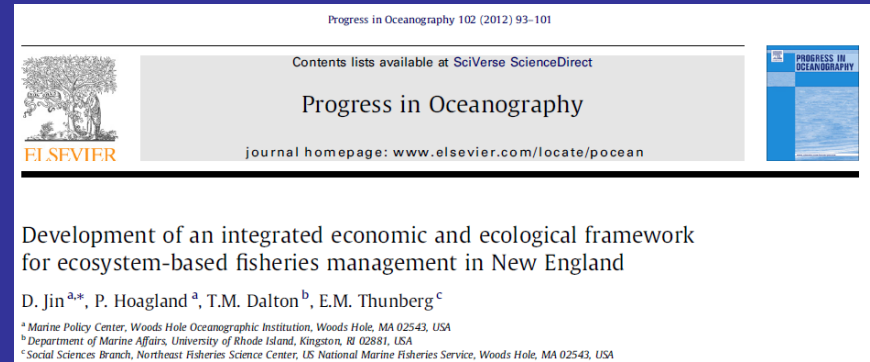 Progress in Oceanography 102 (2012) 93–101
Contents lists available at SciVerse ScienceDirect
Progress in Oceanography
journal homepage: www.elsevier.com/locate/pocean
ELSEVIER
PROGRESS IN
OCEANOGRAPHY
Development of an integrated economic and ecological framework
for ecosystem-based fisheries management in New England
D. Jin a,*, P. Hoagland a, T.M. Dalton b, E.M. Thunberg c
a Marine Policy Center, Woods Hole Oceanographic Institution, Woods Hole, MA 02543, USA
b Department of Marine Affairs, University of Rhode Island, Kingston, RI 02881, USA
c Social Sciences Branch, Northeast Fisheries Science Center, US National Marine Fisheries Service, Woods Hole, MA 02543, USA